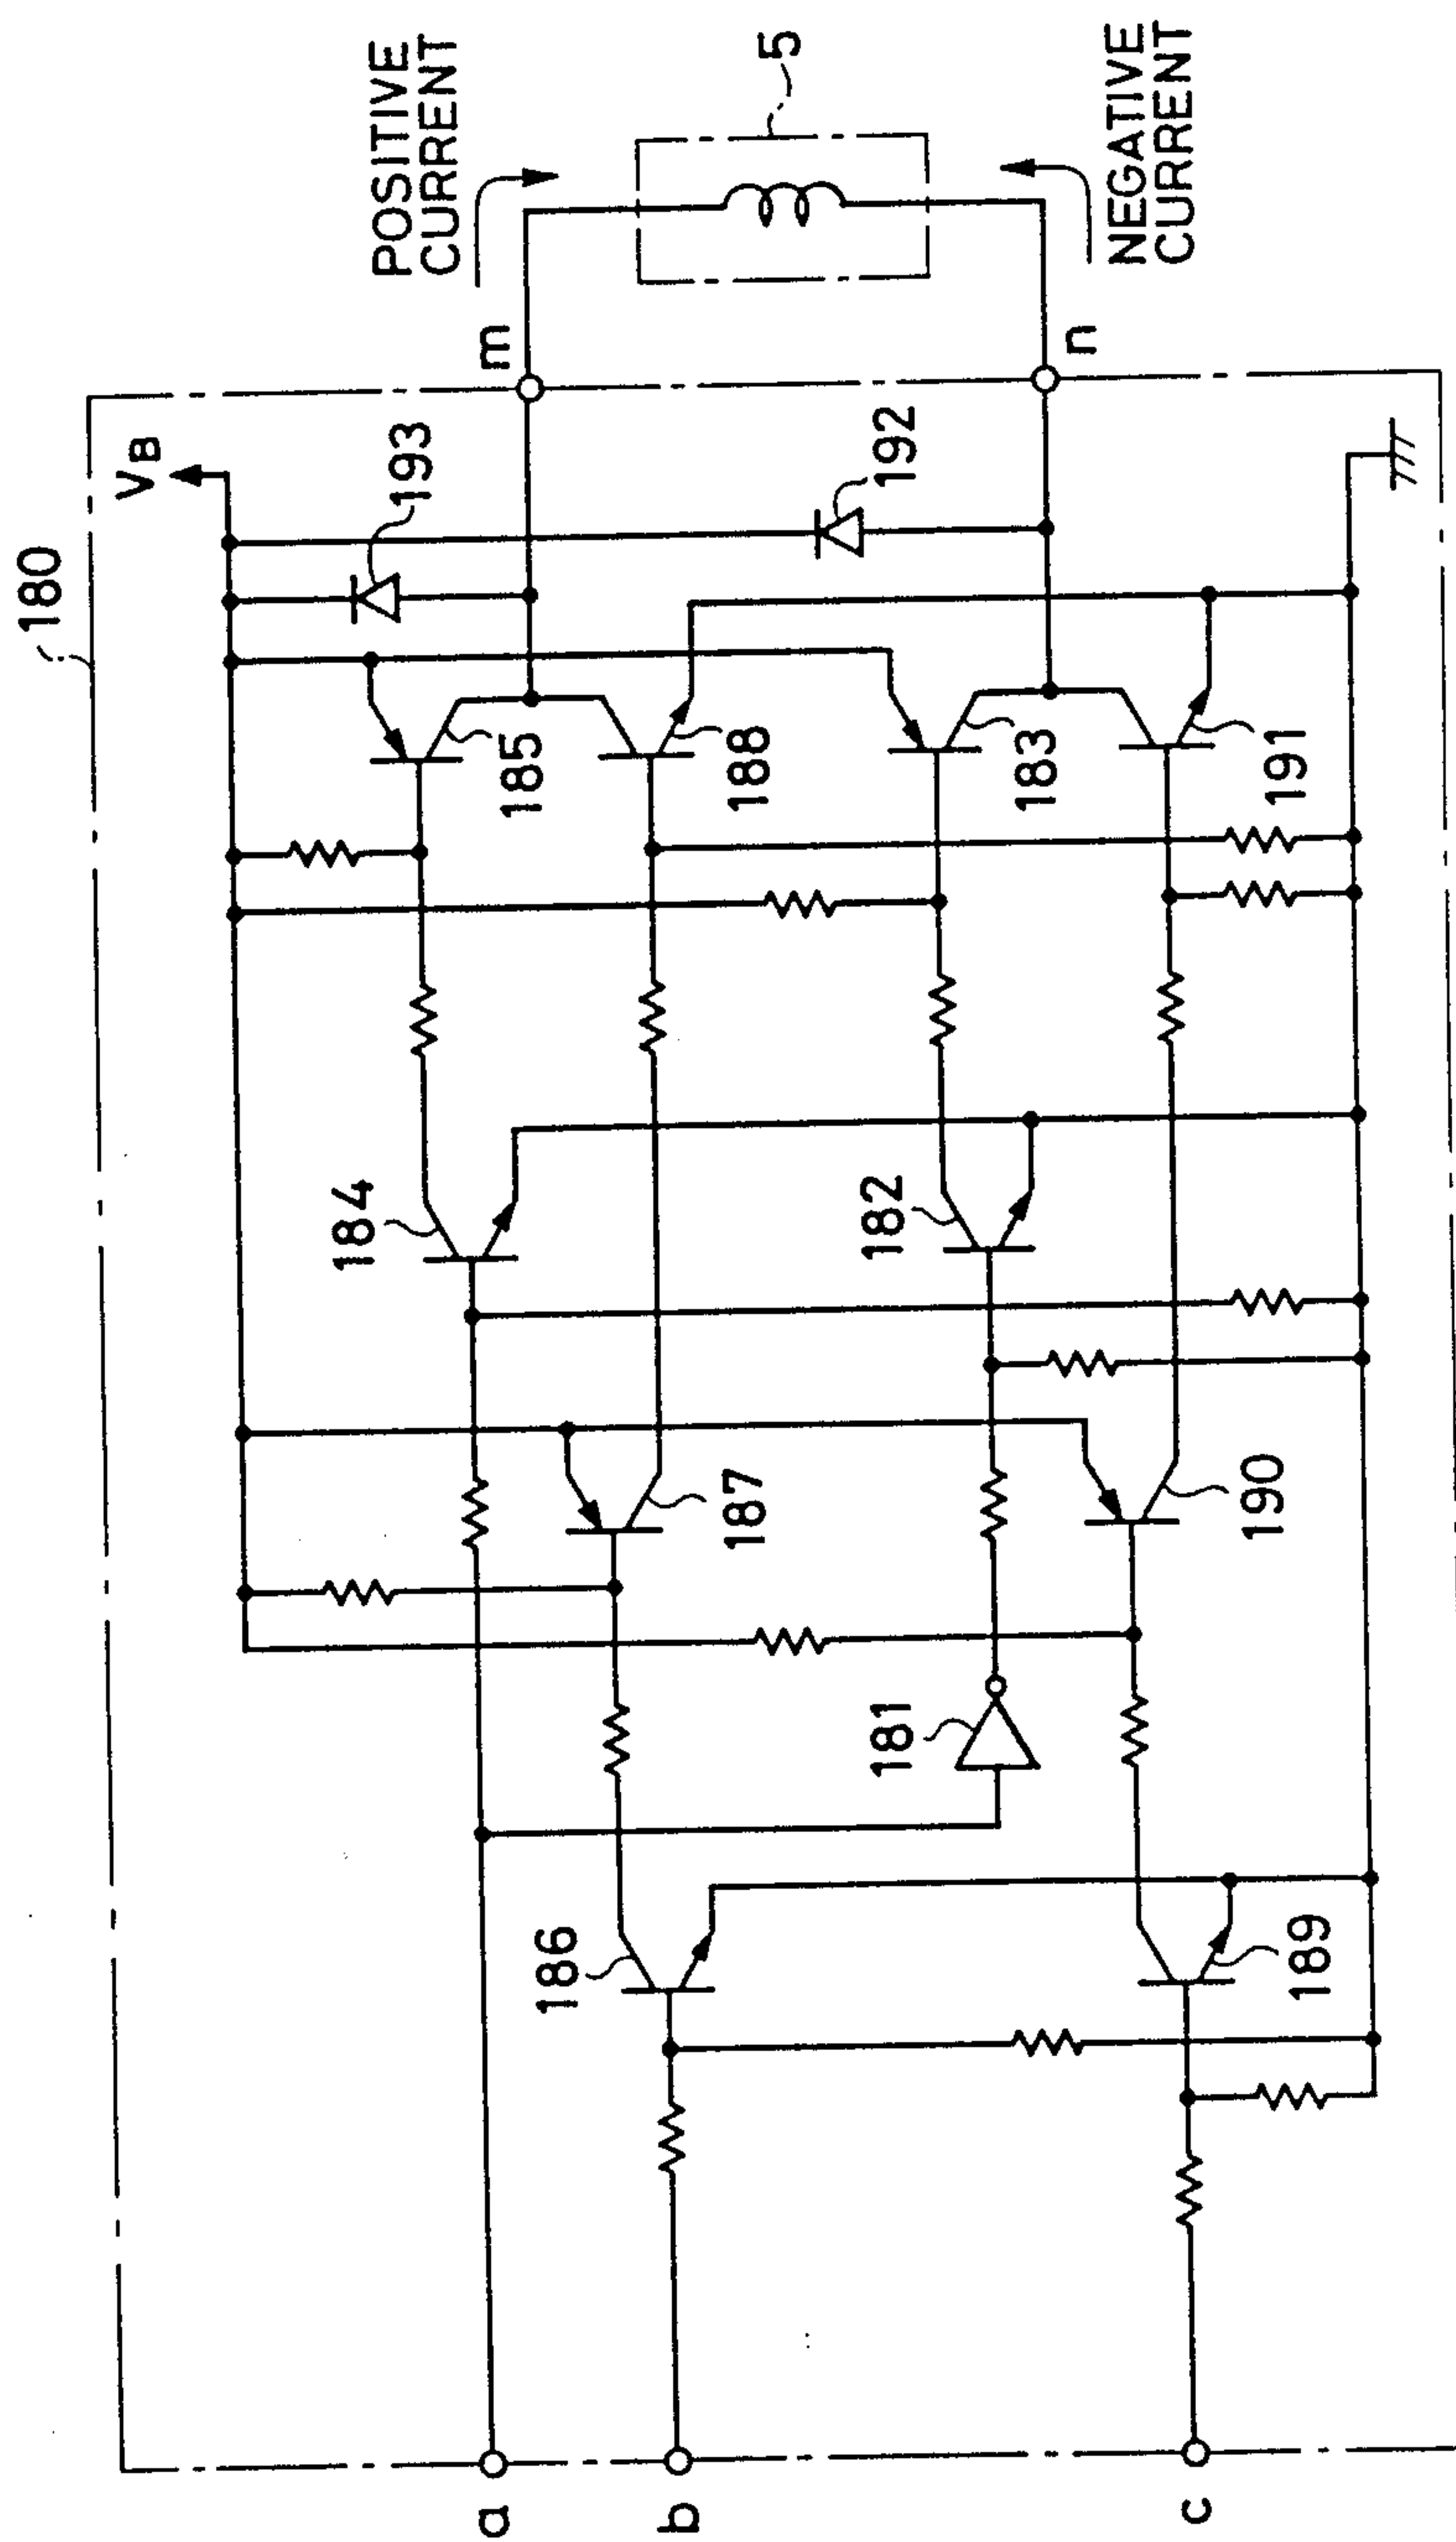 180
VB
193
192
m
n
POSITIVE
CURRENT
5
NEGATIVE
CURRENT
185
188
183
191
184
182
187
190
181
186
189
a
b
c